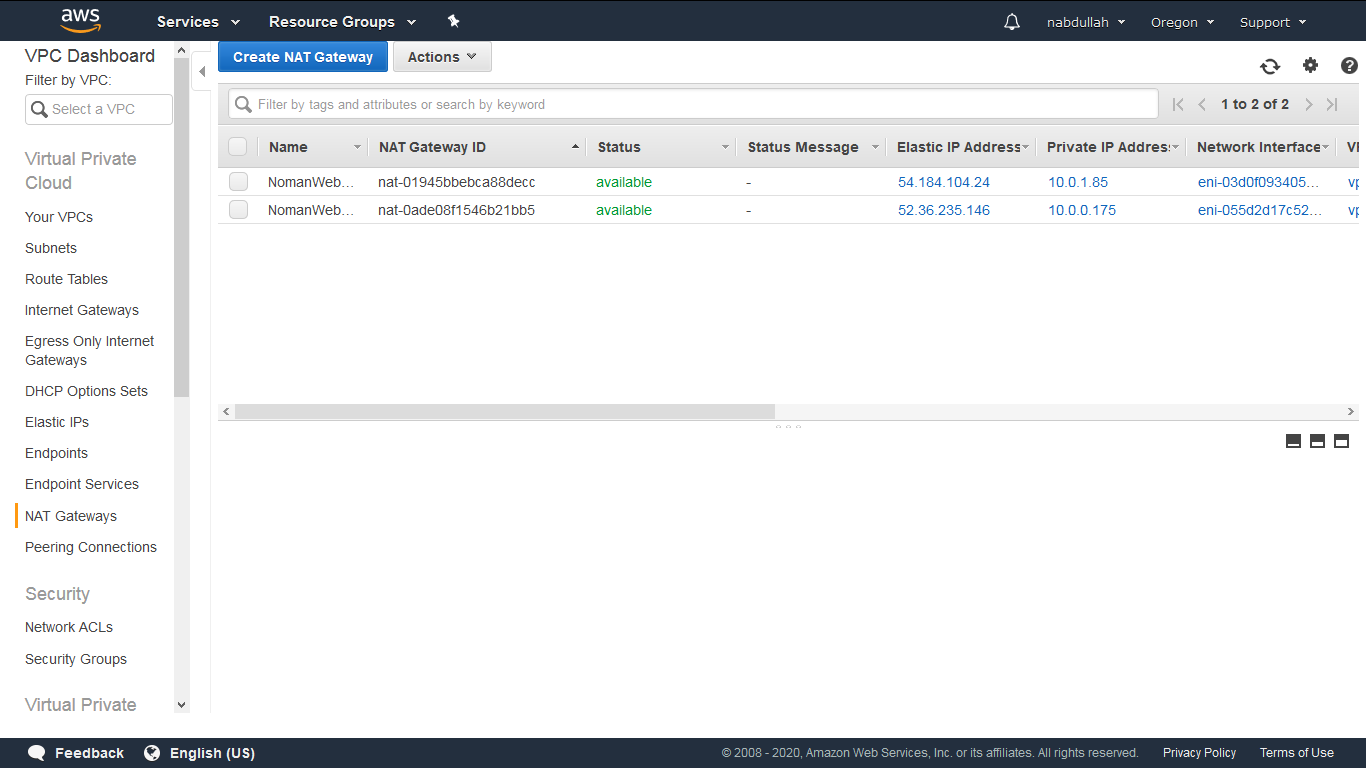 aws Services Resource Groups nabdullah Oregon Support
VPC Dashboard
Filter by VPC:
Select a VPC
Virtual Private
Cloud
Your VPCs
Subnets
Route Tables
Internet Gateways
Egress Only Internet
Gateways
DHCP Options Sets
Elastic IPs
Endpoints
Endpoint Services
NAT Gateways
Peering Connections
Security
Network ACLs
Security Groups
Virtual Private
Create NAT Gateway Actions
Filter by tags and attributes or search by keyword 1 to 2 of 2
Name NAT Gateway ID Status Status Message Elastic IP Address Private IP Addres Network Interface
NomanWeb... nat-01945bbebca88decc available - 54.184.104.24 10.0.1.85 eni-03d0f093405... vp
NomanWeb... nat-0ade08f1546b21bb5 available - 52.36.235.146 10.0.0.175 eni-055d2d17c52... vp
Feedback English (US) © 2008 - 2020, Amazon Web Services, Inc. or its affiliates. All rights reserved. Privacy Policy Terms of Use